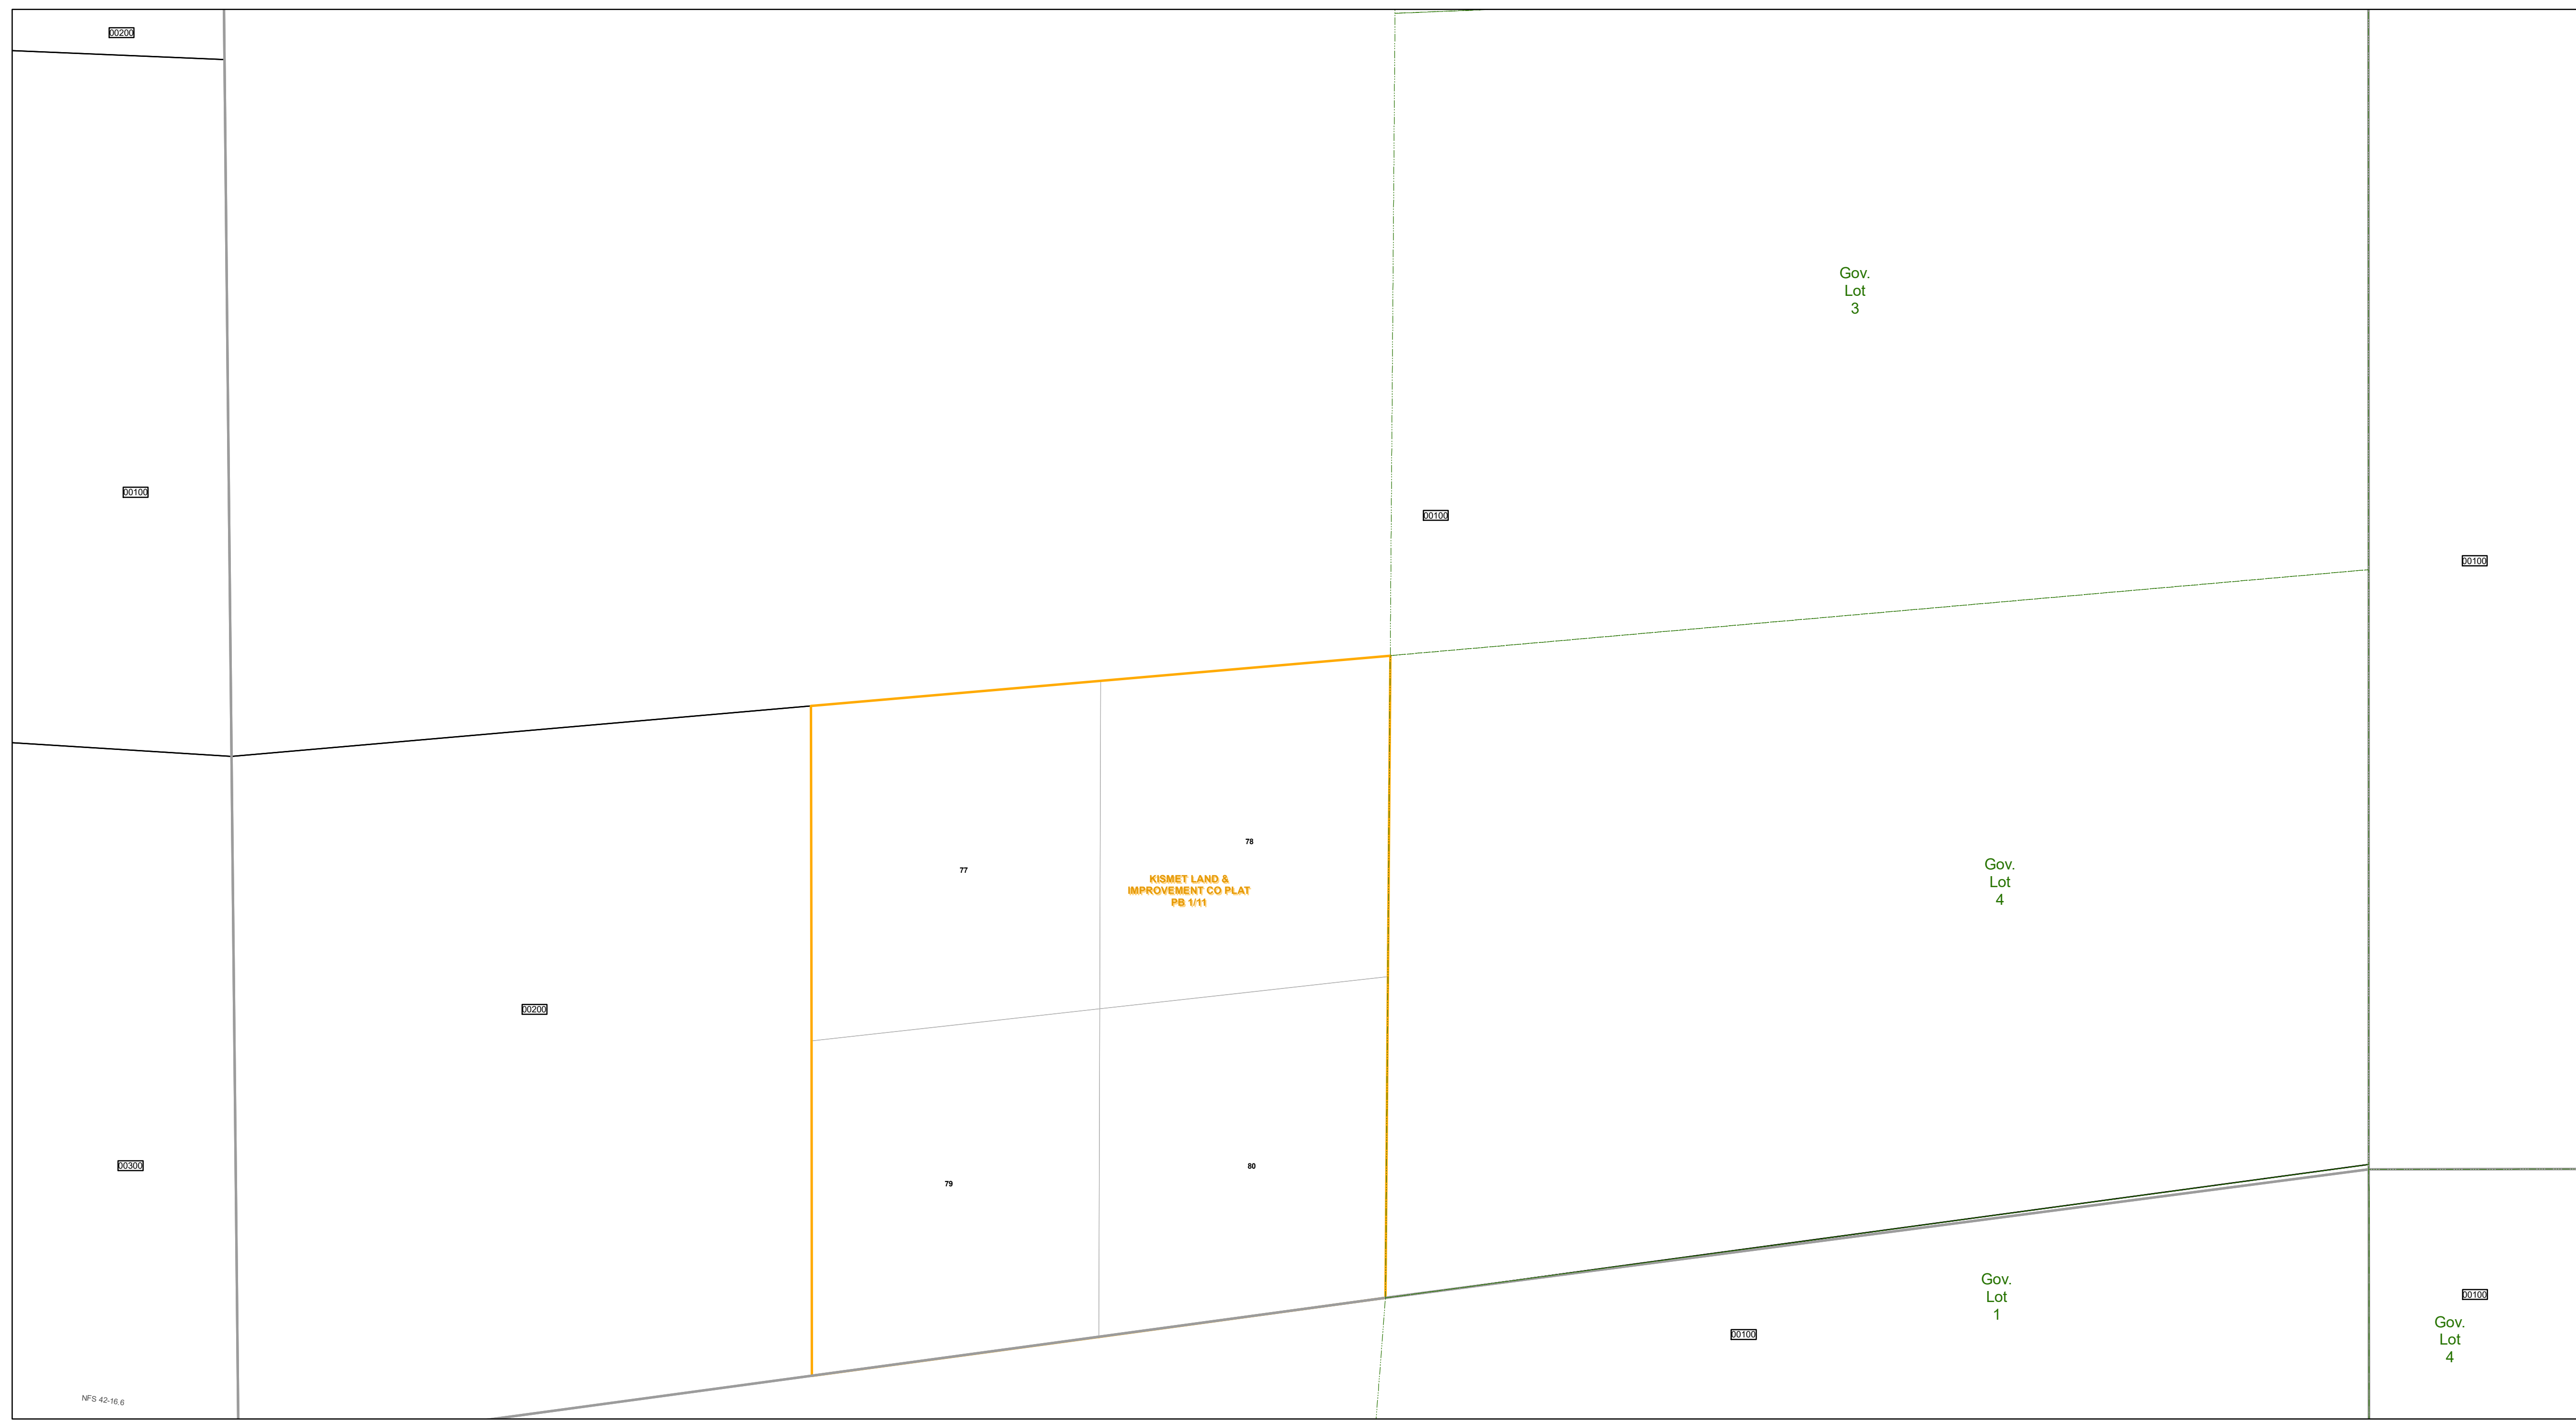 00200
Gov.
Lot
3
00100
00100
00100
78
77
KISMET LAND &
IMPROVEMENT CO PLAT
PB 1/11
Gov.
Lot
4
00200
00300
80
79
Gov.
Lot
1
00100
00100
Gov.
Lot
4
NFS 42-16.6